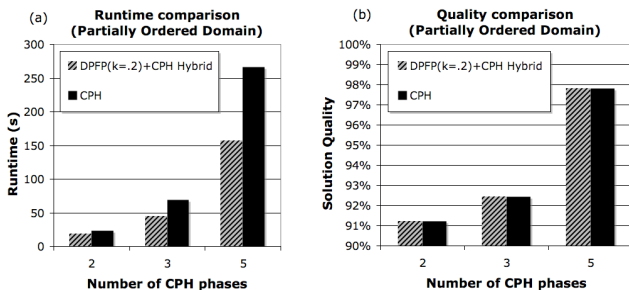 (a)
Runtime comparison
(Partially Ordered Domain)
300
250
200
150
100
50
0
Runtime (s)
DPFP(k=.2)+CPH Hybrid
CPH
2
3
5
Number of CPH phases
(b)
Quality comparison
(Partially Ordered Domain)
100%
99%
98%
97%
96%
95%
94%
93%
92%
91%
90%
Solution Quality
DPFP(k=.2)+CPH Hybrid
CPH
2
3
5
Number of CPH phases